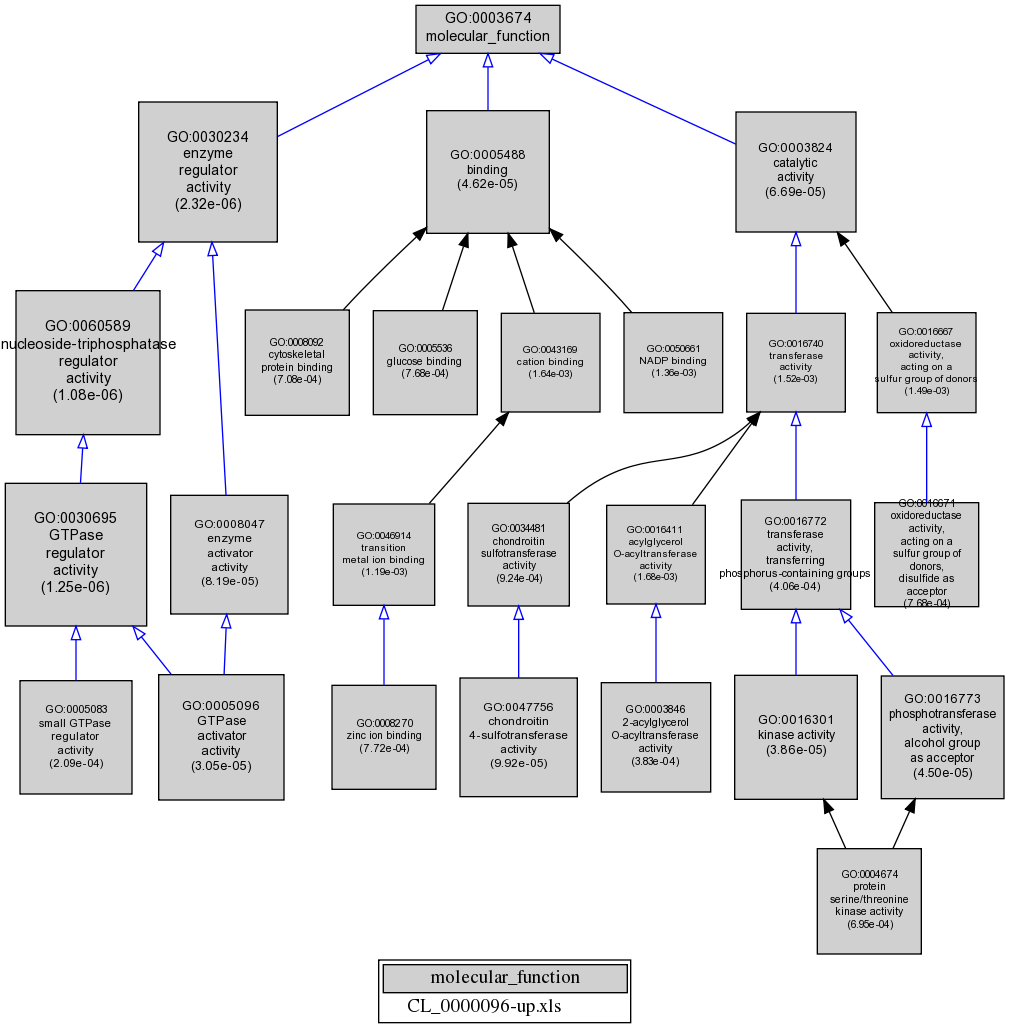 GO:0003674
molecular_function
GO:0030234
enzyme
regulator
activity
(2.32e-06)
GO:0005488
binding
(4.62e-05)
GO:0003824
catalytic
activity
(6.69e-05)
GO:0060589
nucleoside-triphosphatase
regulator
activity
(1.08e-06)
GO:0008092
cytoskeletal
protein binding
(7.08e-04)
GO:0005536
glucose binding
(7.68e-04)
GO:0043169
cation binding
(1.64e-03)
GO:0050661
NADP binding
(1.36e-03)
GO:0016740
transferase
activity
(1.52e-03)
GO:0016667
oxidoreductase
activity,
acting on a
sulfur group of donors
(1.49e-03)
GO:0030695
GTPase
regulator
activity
(1.25e-06)
GO:0008047
enzyme
activator
activity
(8.19e-05)
GO:0046914
transition
metal ion binding
(1.19e-03)
GO:0034481
chondroitin
sulfotransferase
activity
(9.24e-04)
GO:0016411
acylglycerol
O-acyltransferase
activity
(1.68e-03)
GO:0016772
transferase
activity,
transferring
phosphorus-containing groups
(4.06e-04)
GO:0016671
oxidoreductase
activity,
acting on a
sulfur group of
donors,
disulfide as
acceptor
(7.68e-04)
GO:0005083
small GTPase
regulator
activity
(2.09e-04)
GO:0005096
GTPase
activator
activity
(3.05e-05)
GO:0008270
zinc ion binding
(7.72e-04)
GO:0047756
chondroitin
4-sulfotransferase
activity
(9.92e-05)
GO:0003846
2-acylglycerol
O-acyltransferase
activity
(3.83e-04)
GO:0016301
kinase activity
(3.86e-05)
GO:0016773
phosphotransferase
activity,
alcohol group
as acceptor
(4.50e-05)
GO:0004674
protein
serine/threonine
kinase activity
(6.95e-04)
molecular_function
CL_0000096-up.xls